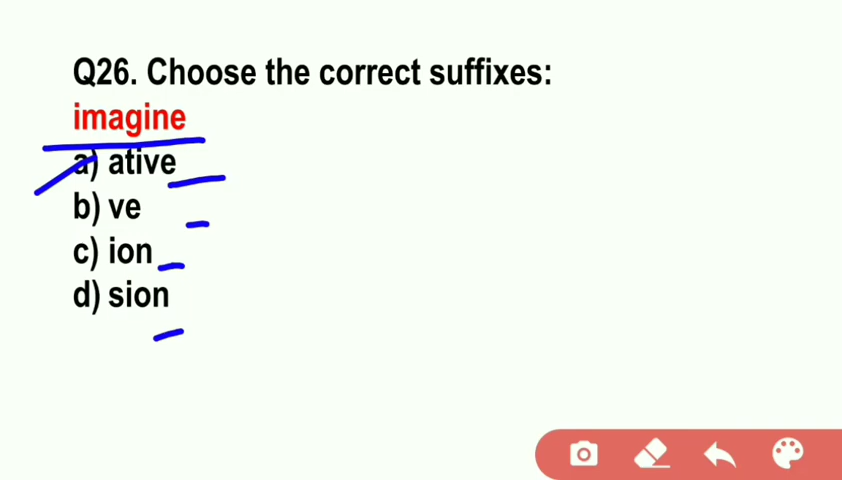 Q26. Choose the correct suffixes:
imagine
a) ative
b) ve
c) ion
d) sion